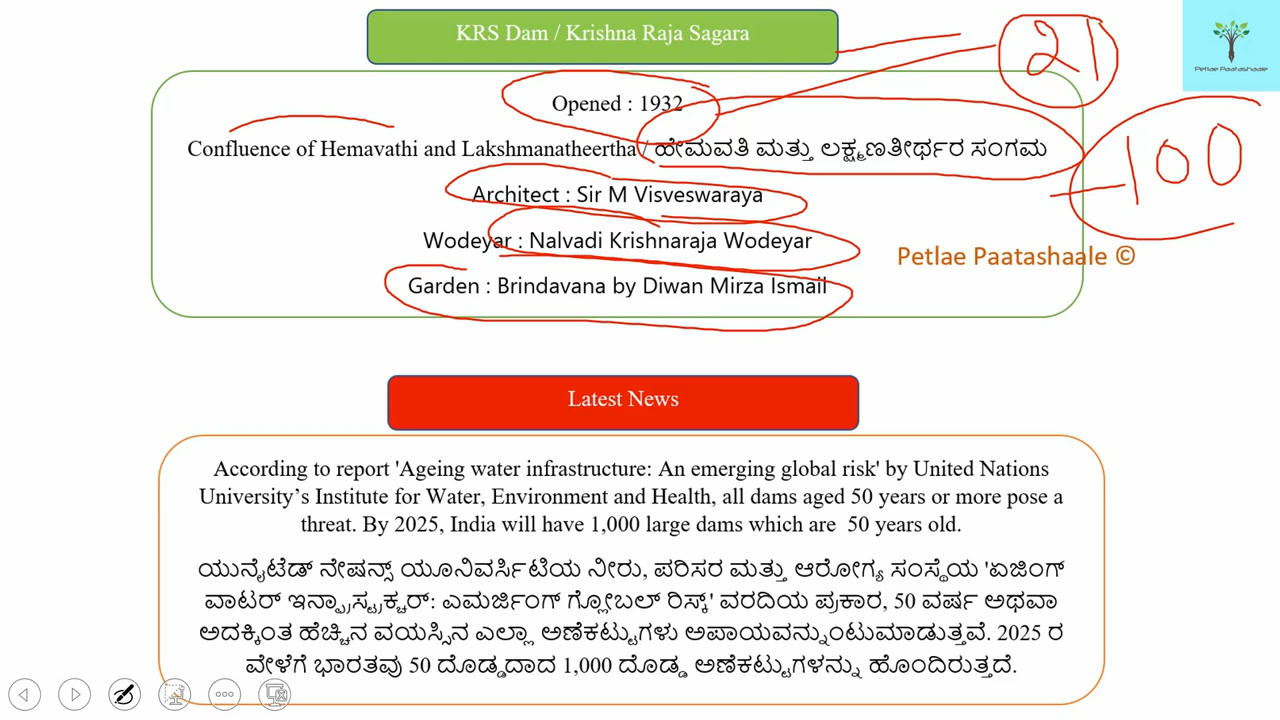 KRS Dam / Krishna Raja Sagara
21
Petlae Paatashaale
Opened : 1932
Confluence of Hemavathi and Lakshmanatheertha / ಹೇಮವತಿ ಮತ್ತು ಲಕ್ಷ್ಮಣತೀರ್ಥರ ಸಂಗಮ
100
Architect : Sir M Visveswaraya
Wodeyar : Nalvadi Krishnaraja Wodeyar
Petlae Paatashaale ©
Garden : Brindavana by Diwan Mirza Ismail
Latest News
According to report 'Ageing water infrastructure: An emerging global risk' by United Nations
University’s Institute for Water, Environment and Health, all dams aged 50 years or more pose a
threat. By 2025, India will have 1,000 large dams which are 50 years old.
ಯುನೈಟೆಡ್ ನೇಷನ್ಸ್ ಯೂನಿವರ್ಸಿಟಿಯ ನೀರು, ಪರಿಸರ ಮತ್ತು ಆರೋಗ್ಯ ಸಂಸ್ಥೆಯ 'ಏಜಿಂಗ್
ವಾಟರ್ ಇನ್ಫ್ರಾಸ್ಟ್ರಕ್ಚರ್: ಎಮರ್ಜಿಂಗ್ ಗ್ಲೋಬಲ್ ರಿಸ್ಕ್' ವರದಿಯ ಪ್ರಕಾರ, 50 ವರ್ಷ ಅಥವಾ
ಅದಕ್ಕಿಂತ ಹೆಚ್ಚಿನ ವಯಸ್ಸಿನ ಎಲ್ಲಾ ಅಣೆಕಟ್ಟುಗಳು ಅಪಾಯವನ್ನುಂಟುಮಾಡುತ್ತವೆ. 2025 ರ
ವೇಳೆಗೆ ಭಾರತವು 50 ದೊಡ್ಡದಾದ 1,000 ದೊಡ್ಡ ಅಣೆಕಟ್ಟುಗಳನ್ನು ಹೊಂದಿರುತ್ತದೆ.